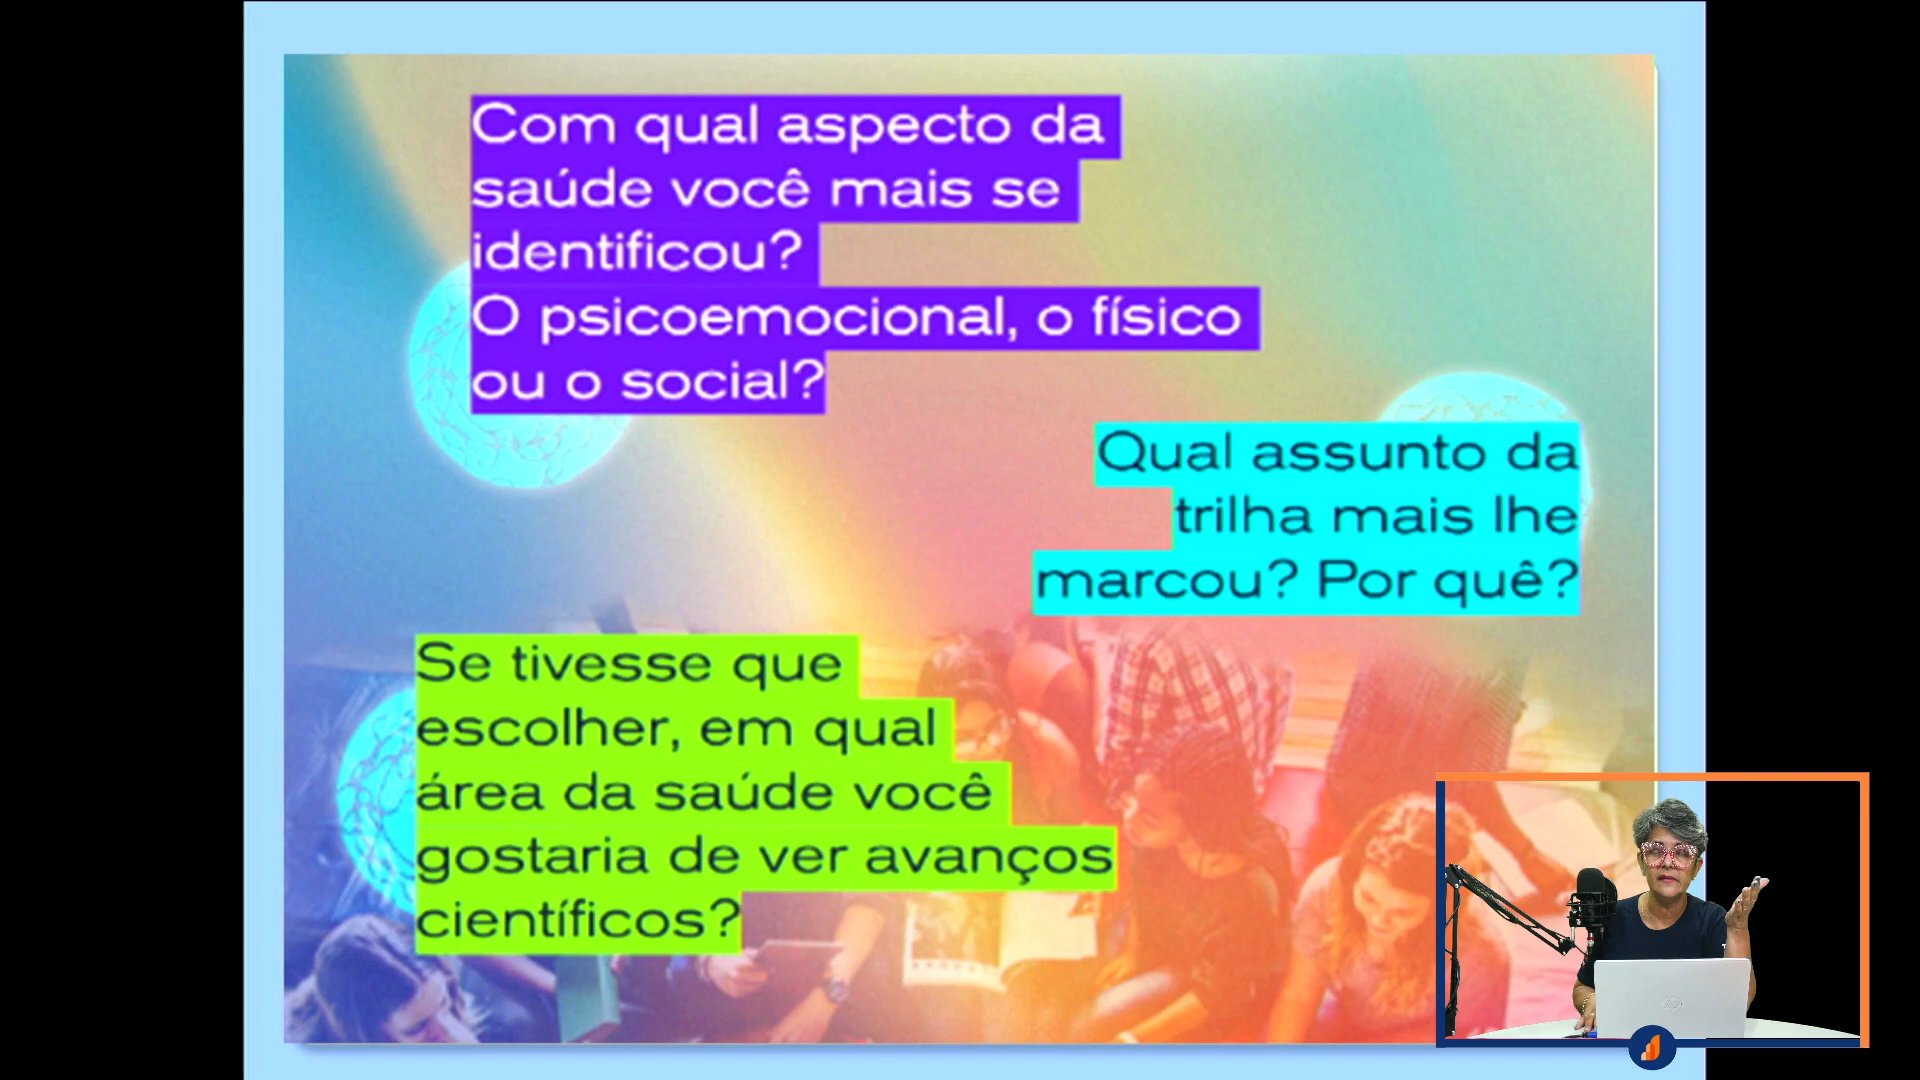 Com qual aspecto da
saúde você mais se
identificou?
O psicoemocional, o físico
ou o social?
Qual assunto da
trilha mais lhe
marcou? Por quê?
Se tivesse que
escolher, em qual
área da saúde você
gostaria de ver avanços
científicos?